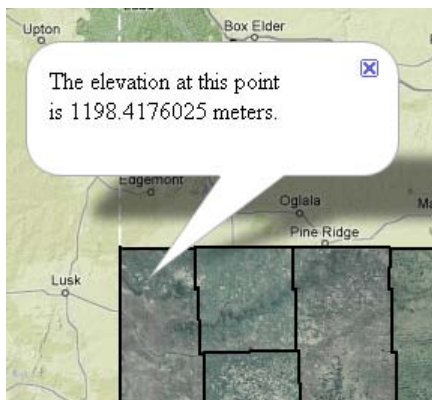 Upton
Box Elder
The elevation at this point
is 1198.4176025 meters.
Edgemont
Oglala
Pine Ridge
Lusk